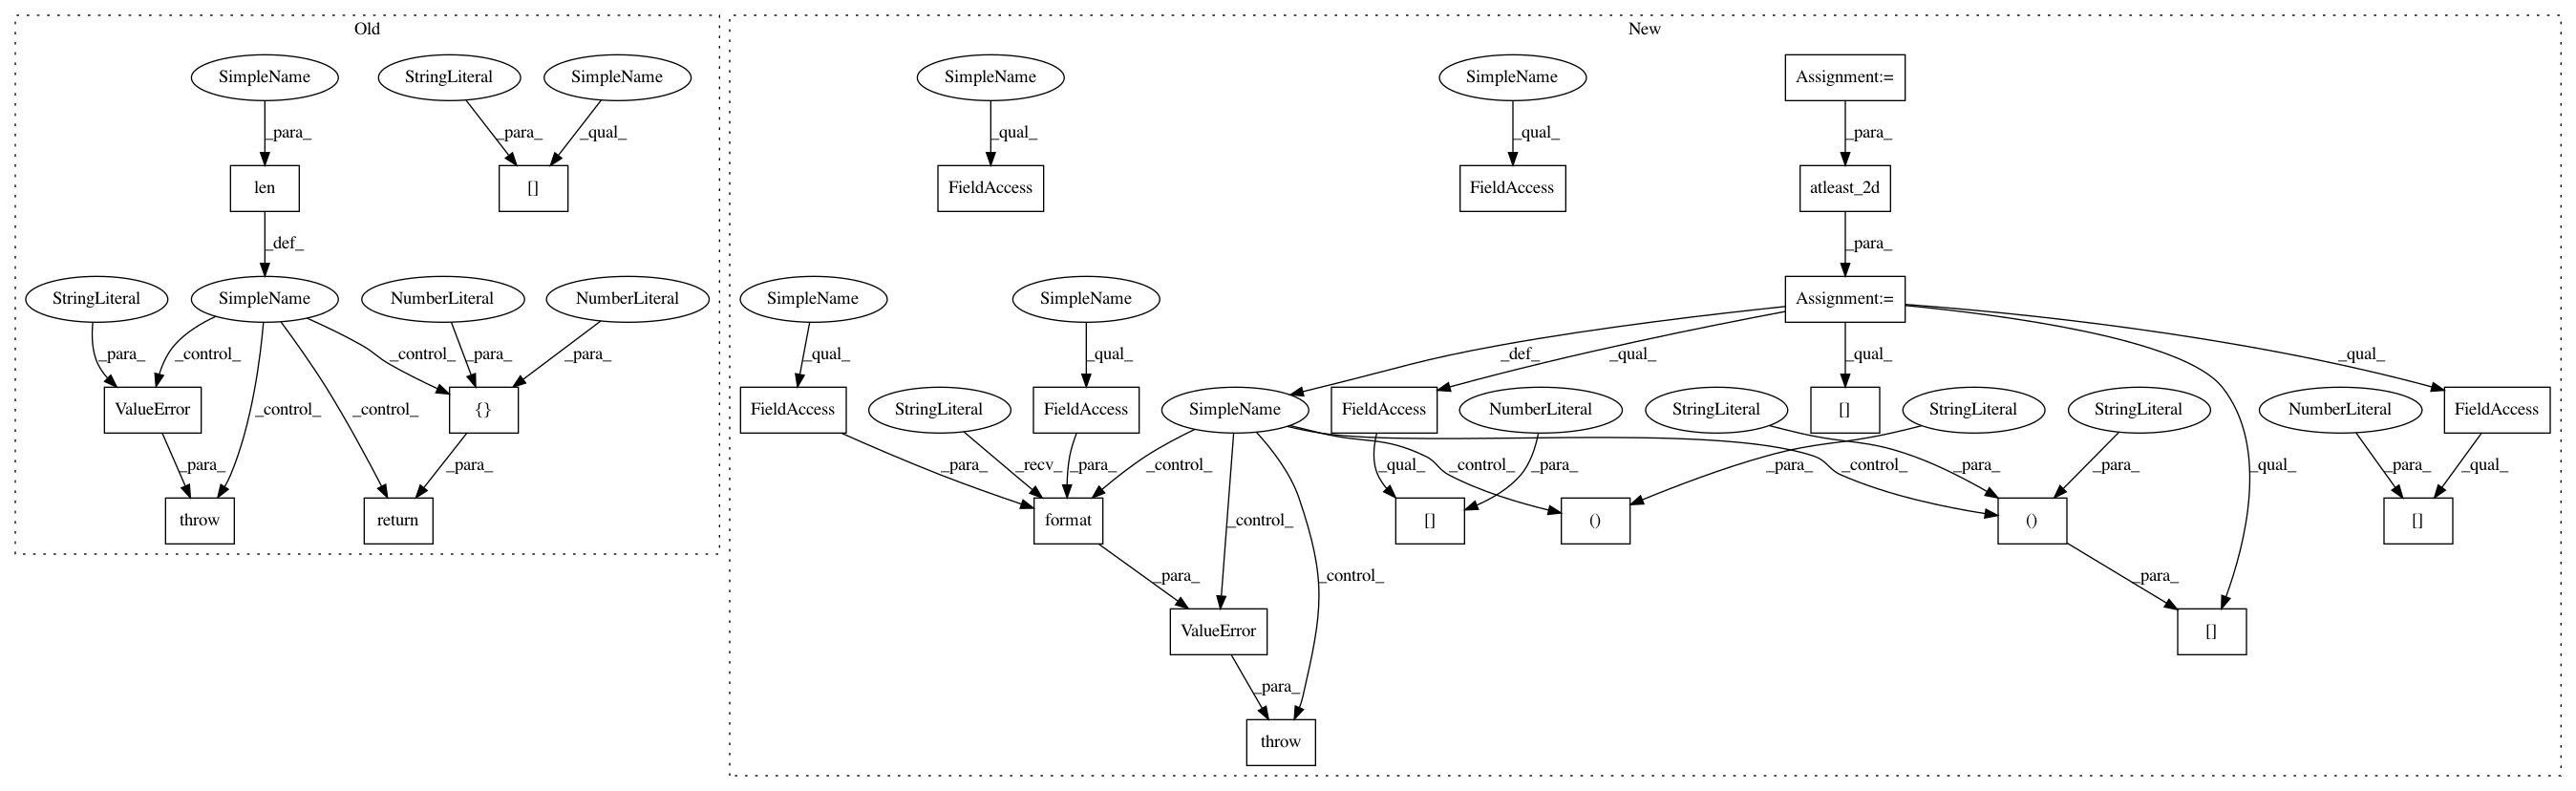 Old
New
SimpleName
StringLiteral
SimpleName
SimpleName
SimpleName
Assignment:=
_para_
_para_
_qual_
_qual_
_qual_
_para_
len
[]
FieldAccess
FieldAccess
atleast_2d
_def_
_para_
StringLiteral
SimpleName
NumberLiteral
NumberLiteral
SimpleName
SimpleName
Assignment:=
_para_
_control_
_control_
_para_
_para_
_qual_
_qual_
_def_
_qual_
_qual_
_qual_
ValueError
{}
FieldAccess
StringLiteral
FieldAccess
SimpleName
FieldAccess
NumberLiteral
StringLiteral
[]
StringLiteral
StringLiteral
NumberLiteral
FieldAccess
_para_
_control_
_control_
_para_
_para_
_recv_
_para_
_control_
_control_
_qual_
_para_
_para_
_para_
_control_
_para_
_qual_
_para_
_qual_
throw
return
format
[]
()
()
[]
_para_
_control_
_control_
_para_
ValueError
[]
_para_
throw